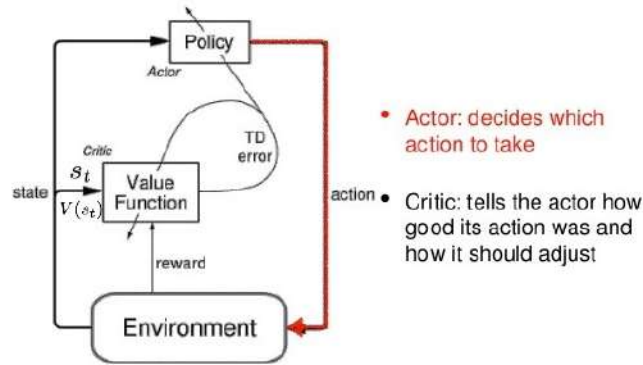 Policy
Actor
TD
error
Critic
s_t
state
V(s_t)
Value
Function
action
reward
Environment
• Actor: decides which
action to take
• Critic: tells the actor how
good its action was and
how it should adjust